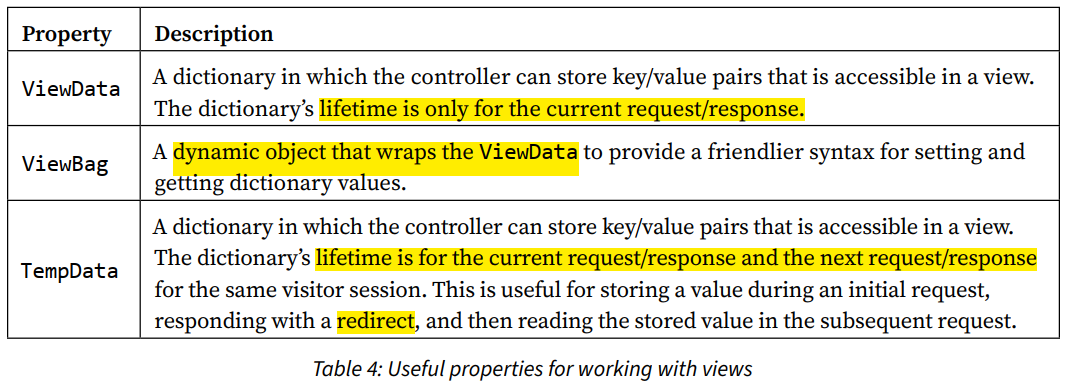 Property Description
ViewData A dictionary in which the controller can store key/value pairs that is accessible in a view.
The dictionary’s lifetime is only for the current request/response.
ViewBag A dynamic object that wraps the ViewData to provide a friendlier syntax for setting and
getting dictionary values.
A dictionary in which the controller can store key/value pairs that is accessible in a view.
The dictionary’s lifetime is for the current request/response and the next request/response
TempData for the same visitor session. This is useful for storing a value during an initial request,
responding with a redirect, and then reading the stored value in the subsequent request.
Table 4: Useful properties for working with views